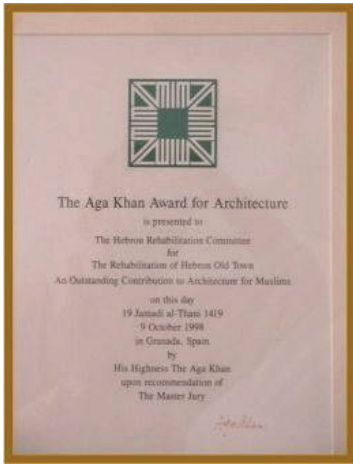 The Aga Khan Award for Architecture
is presented to
The Hebron Rehabilitation Committee
for
The Rehabilitation of Hebron Old Town
An Outstanding Contribution to Architecture for Muslims
on this day
19 Jamadi al-Thani 1419
9 October 1998
in Granada, Spain
by
His Highness The Aga Khan
upon recommendation of
The Master Jury
Aga Khan